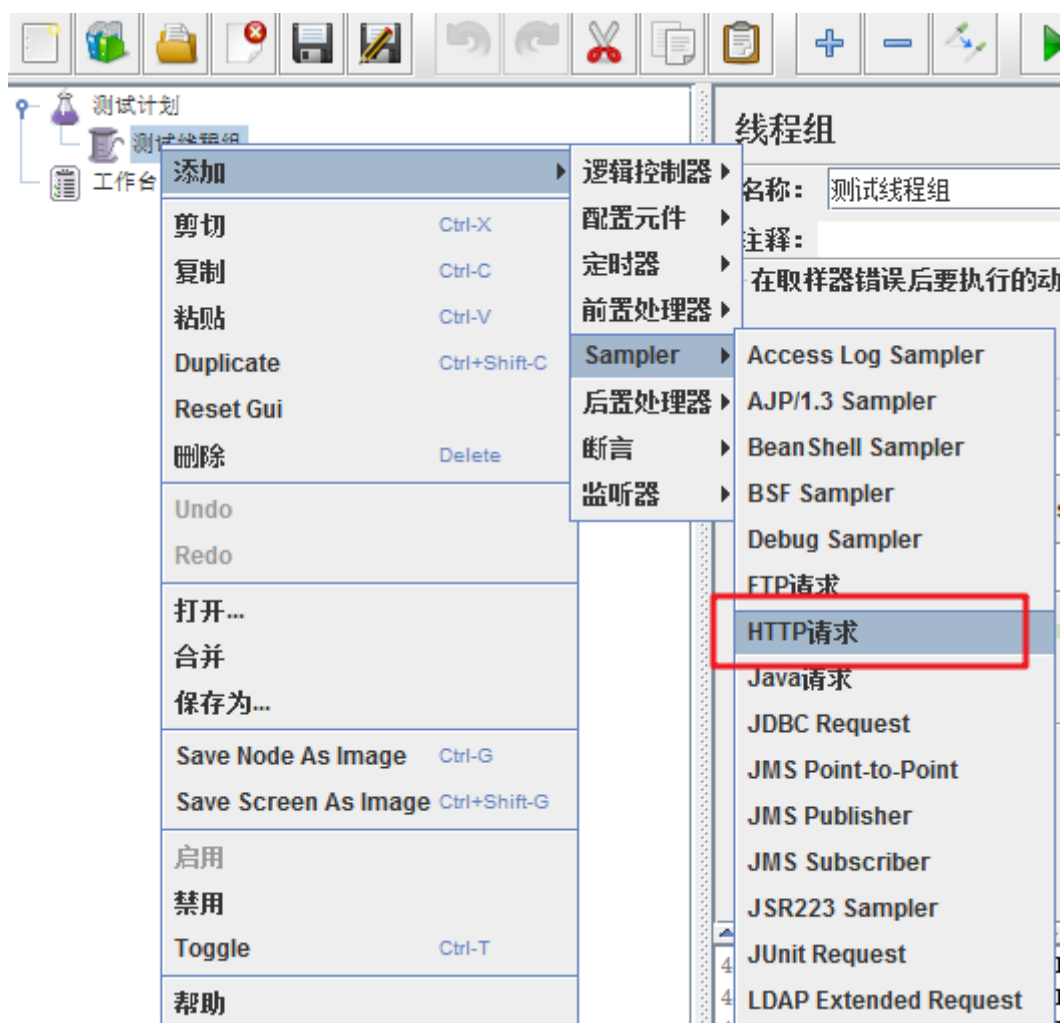 测试计划
测试线程组
工作台
添加
剪切 Ctrl-X
复制 Ctrl-C
粘贴 Ctrl-V
Duplicate Ctrl+Shift-C
Reset Gui
删除 Delete
Undo
Redo
打开...
合并
保存为...
Save Node As Image Ctrl-G
Save Screen As Image Ctrl+Shift-G
启用
禁用
Toggle Ctrl-T
帮助
逻辑控制器
配置元件
定时器
前置处理器
Sampler
后置处理器
断言
监听器
Access Log Sampler
AJP/1.3 Sampler
BeanShell Sampler
BSF Sampler
Debug Sampler
FTP请求
HTTP请求
Java请求
JDBC Request
JMS Point-to-Point
JMS Publisher
JMS Subscriber
JSR223 Sampler
JUnit Request
LDAP Extended Request
线程组
名称： 测试线程组
注释：
在取样器错误后要执行的动
4
4